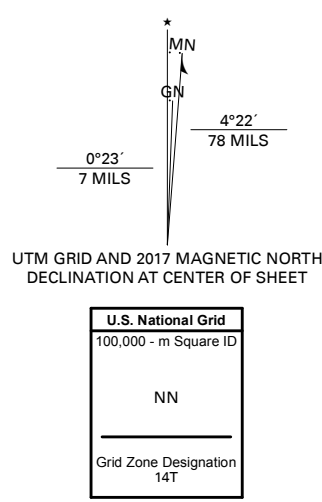 ★
MN
GN
4°22´
78 MILS
0°23´
7 MILS
UTM GRID AND 2017 MAGNETIC NORTH
DECLINATION AT CENTER OF SHEET
U.S. National Grid
100,000 - m Square ID
NN
Grid Zone Designation
14T